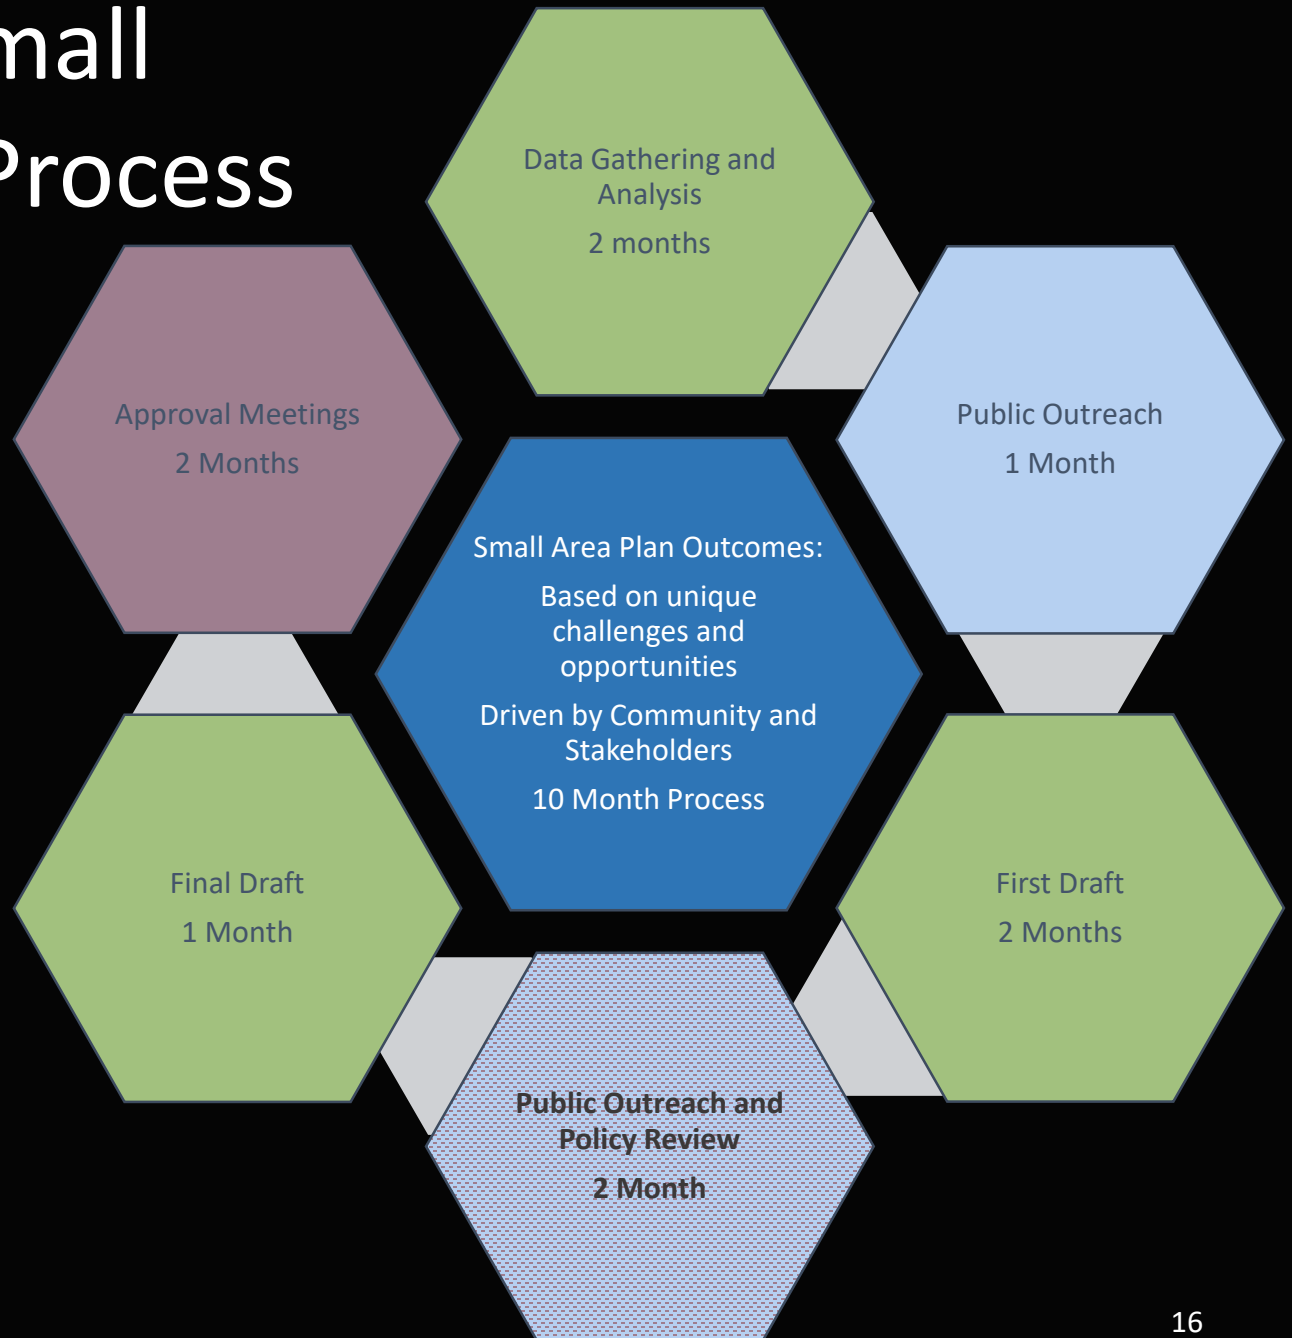 mall
Process
Data Gathering and
Analysis
2 months
Public Outreach
1 Month
First Draft
2 Months
Public Outreach and
Policy Review
2 Month
Final Draft
1 Month
Approval Meetings
2 Months
Small Area Plan Outcomes:
Based on unique
challenges and
opportunities
Driven by Community and
Stakeholders
10 Month Process
16